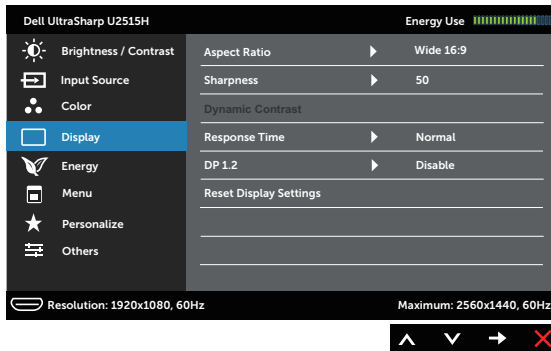 Dell UltraSharp U2515H Energy Use
Brightness / Contrast Aspect Ratio Wide 16:9
Input Source Sharpness 50
Color Dynamic Contrast
Display Response Time Normal
Energy DP 1.2 Disable
Menu Reset Display Settings
Personalize
Others
Resolution: 1920x1080, 60Hz Maximum: 2560x1440, 60Hz